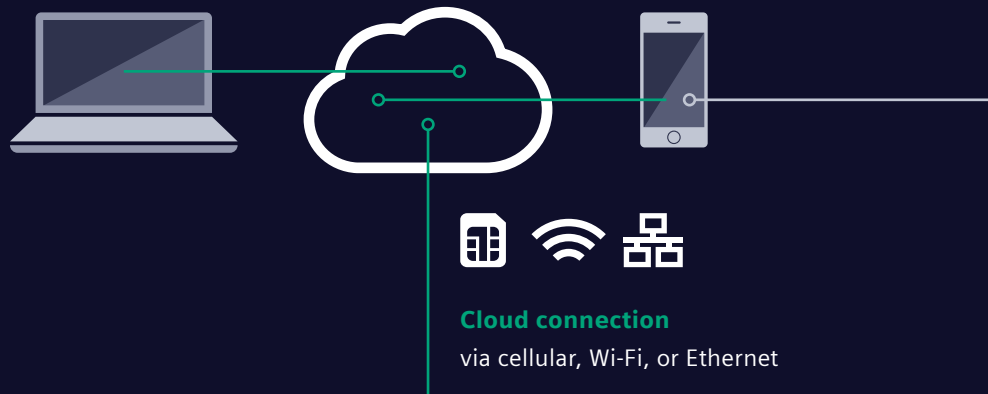 Cloud connection
via cellular, Wi-Fi, or Ethernet